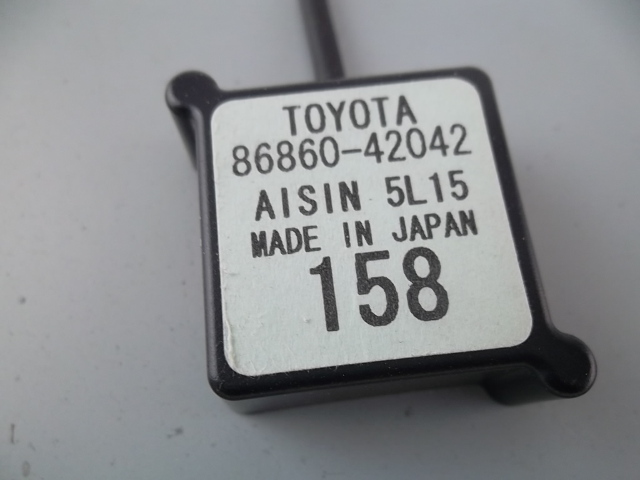 TOYOTA
86860-42042
AISIN 5L15
MADE IN JAPAN
158